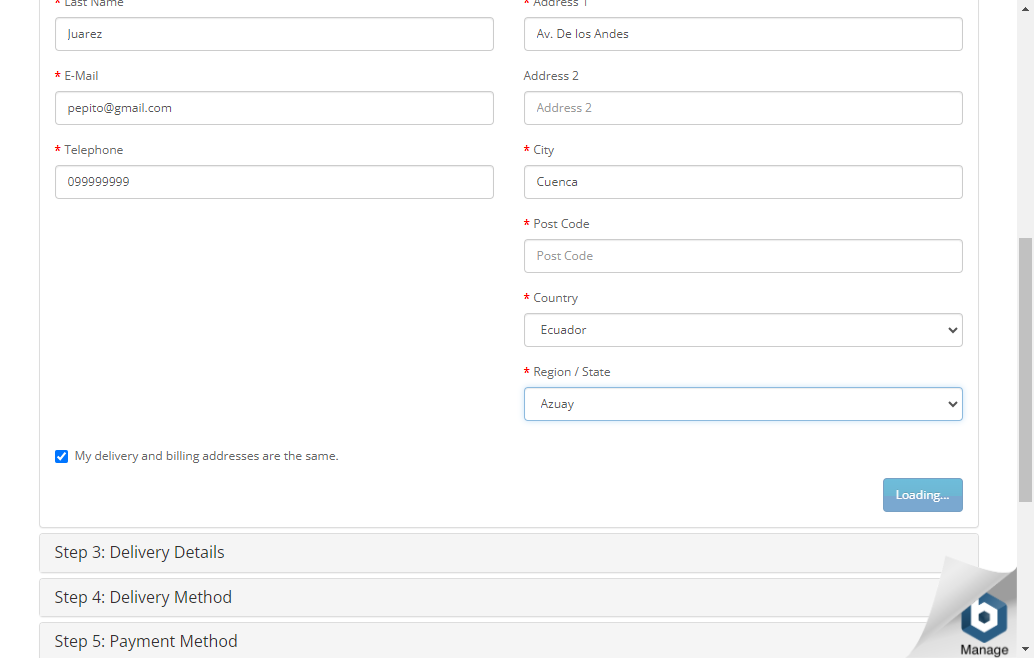 * Last Name
Juarez
* E-Mail
pepito@gmail.com
* Telephone
099999999
* Address 1
Av. De los Andes
Address 2
Address 2
* City
Cuenca
* Post Code
Post Code
* Country
Ecuador
* Region / State
Azuay
My delivery and billing addresses are the same.
Loading...
Step 3: Delivery Details
Step 4: Delivery Method
Step 5: Payment Method
b
Manage